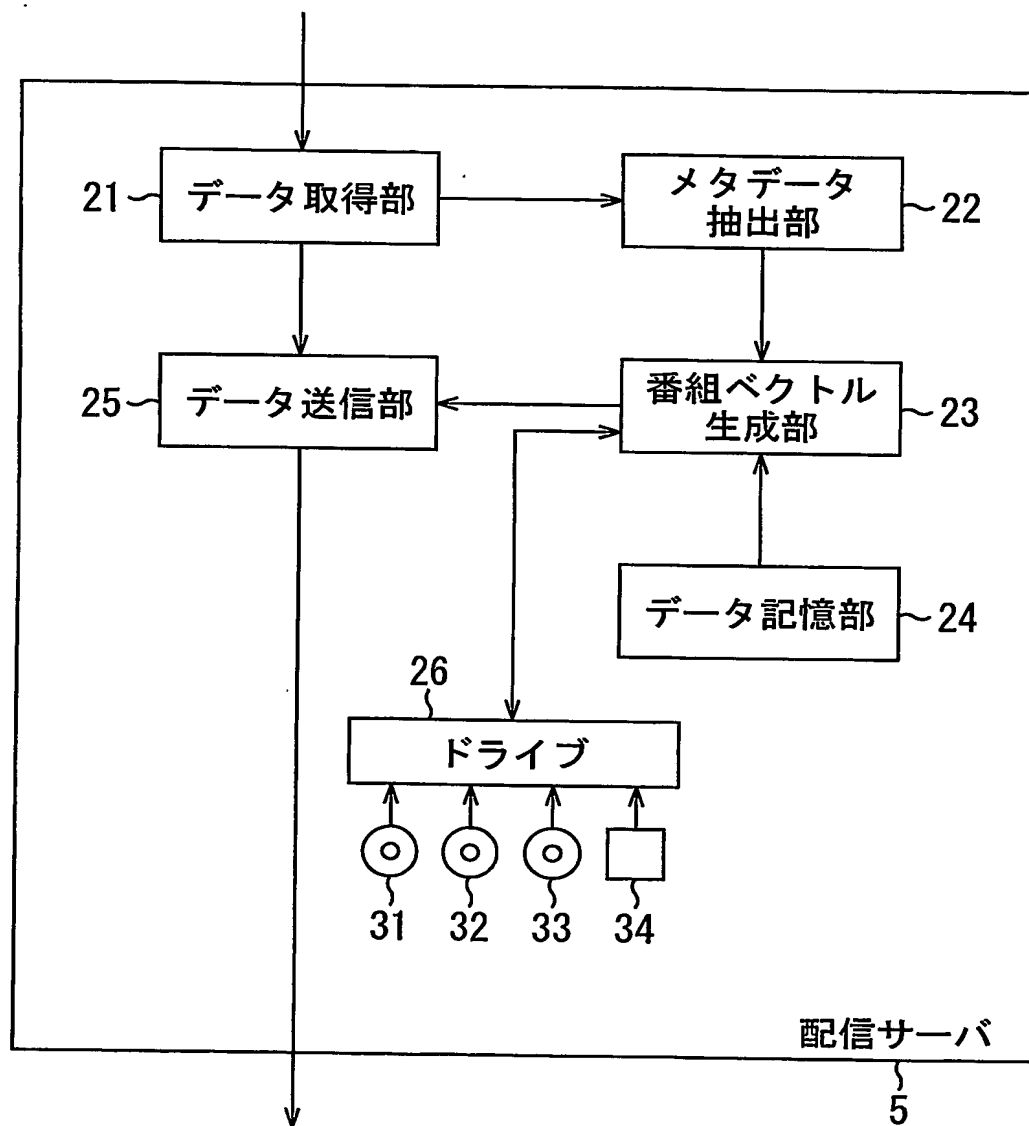 21
データ取得部
メタデータ
抽出部
22
25
データ送信部
番組ベクトル
生成部
23
データ記憶部
24
26
ドライブ
31
32
33
34
配信サーバ
5